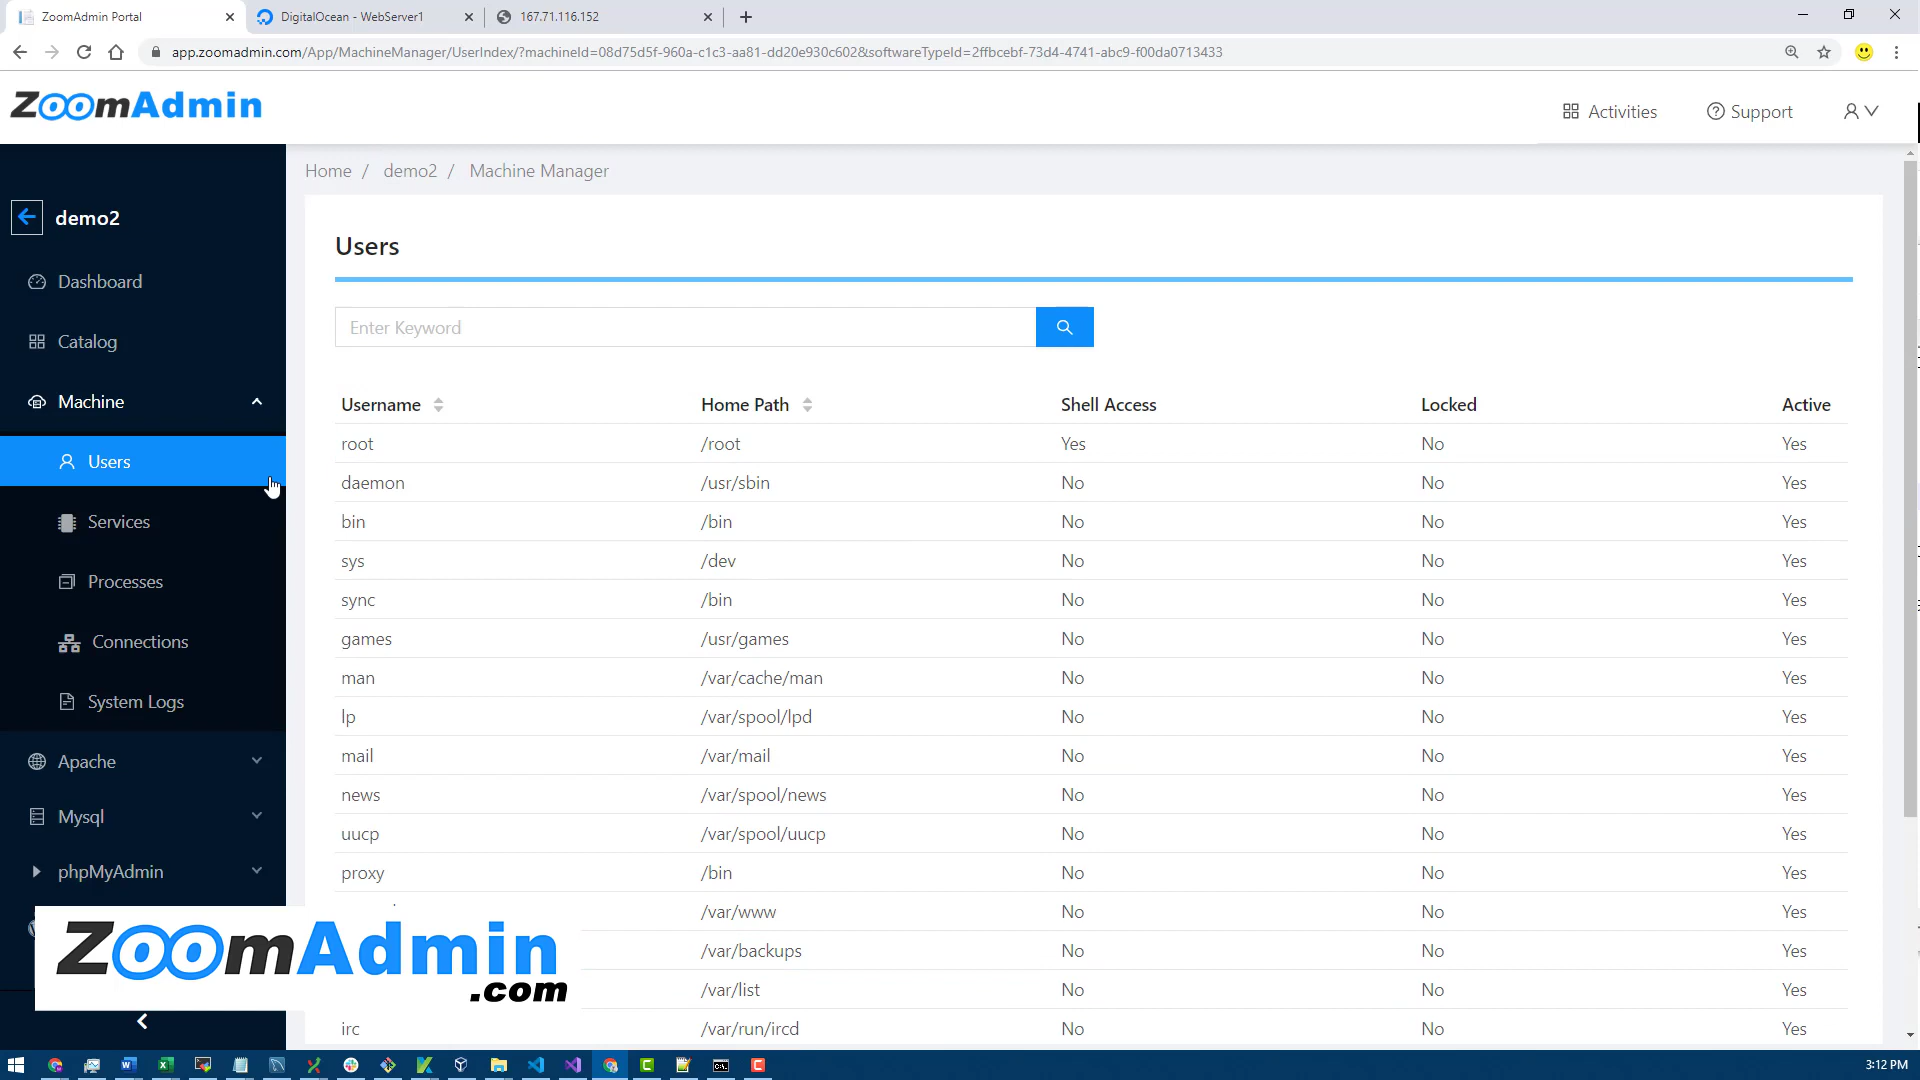 ZoomAdmin Portal
DigitalOcean - WebServer1
167.71.116.152
app.zoomadmin.com/App/MachineManager/UserIndex/?machineId=08d75d5f-960a-c1c3-aa81-dd20e930c602&softwareTypeId=2ffbcebf-73d4-4741-abc9-f00da0713433
ZoomAdmin
Activities
Support
Home / demo2 / Machine Manager
demo2
Dashboard
Catalog
Machine
Users
Services
Processes
Connections
System Logs
Apache
Mysql
phpMyAdmin
Users
Enter Keyword
Username Home Path Shell Access Locked Active
root /root Yes No Yes
daemon /usr/sbin No No Yes
bin /bin No No Yes
sys /dev No No Yes
sync /bin No No Yes
games /usr/games No No Yes
man /var/cache/man No No Yes
lp /var/spool/lpd No No Yes
mail /var/mail No No Yes
news /var/spool/news No No Yes
uucp /var/spool/uucp No No Yes
proxy /bin No No Yes
/var/www No No Yes
/var/backups No No Yes
/var/list No No Yes
irc /var/run/ircd No No Yes
ZoomAdmin
.com
3:12 PM